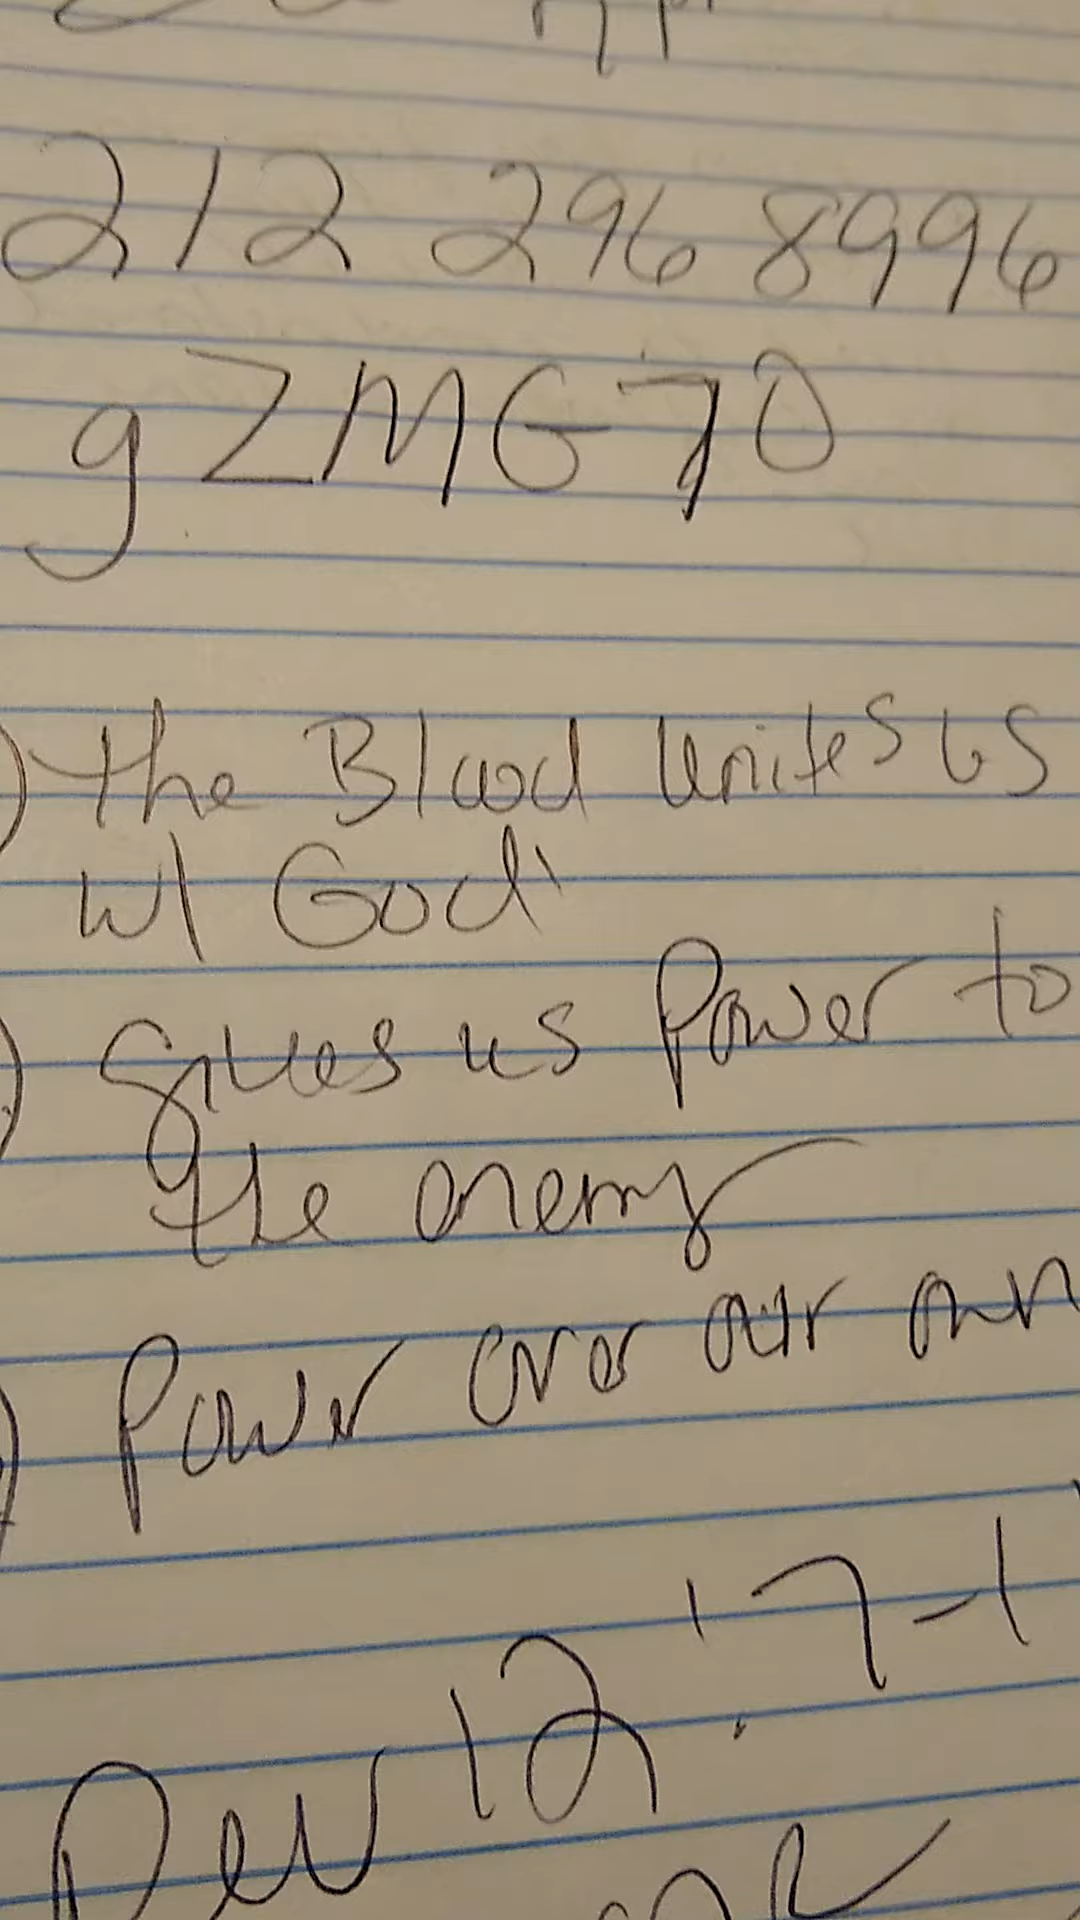 212 296 8996
9ZMG70
) the Blood Unites us
w/ God
) gives us Power to
the enemy
) Power over our own
Rev 12:7-1